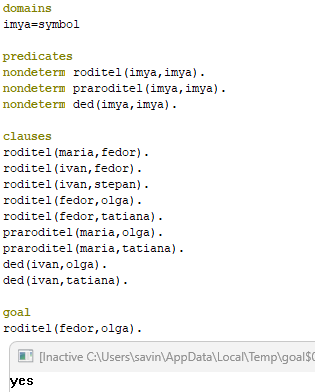 domains
imya=symbol
predicates
nondeterm roditel(imya,imya).
nondeterm praroditel(imya,imya).
nondeterm ded(imya,imya).
clauses
roditel(maria,fedor).
roditel(ivan,fedor).
roditel(ivan,stepan).
roditel(fedor,olga).
roditel(fedor,tatiana).
praroditel(maria,olga).
praroditel(maria,tatiana).
ded(ivan,olga).
ded(ivan,tatiana).
goal
roditel(fedor,olga).
[Inactive C:\Users\savin\AppData\Local\Temp\goal$0
yes